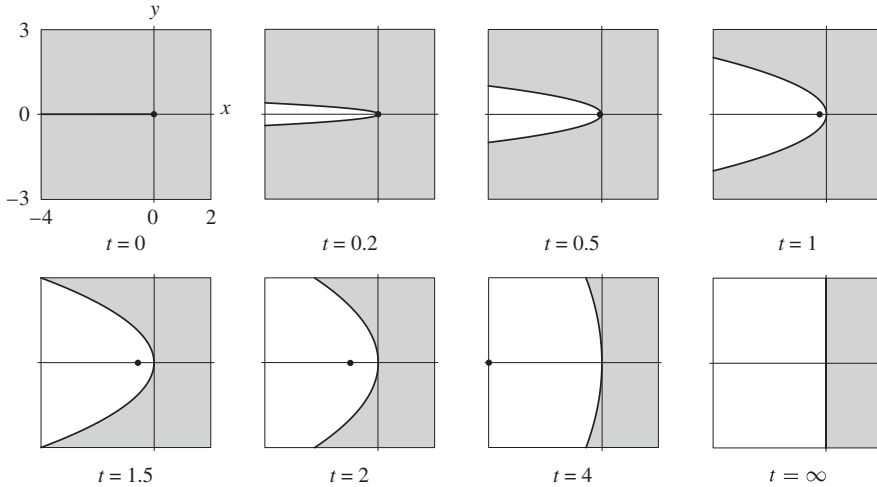 y
3
0
x
−3
−4 0 2
t = 0 t = 0.2 t = 0.5 t = 1
t = 1.5 t = 2 t = 4 t = ∞